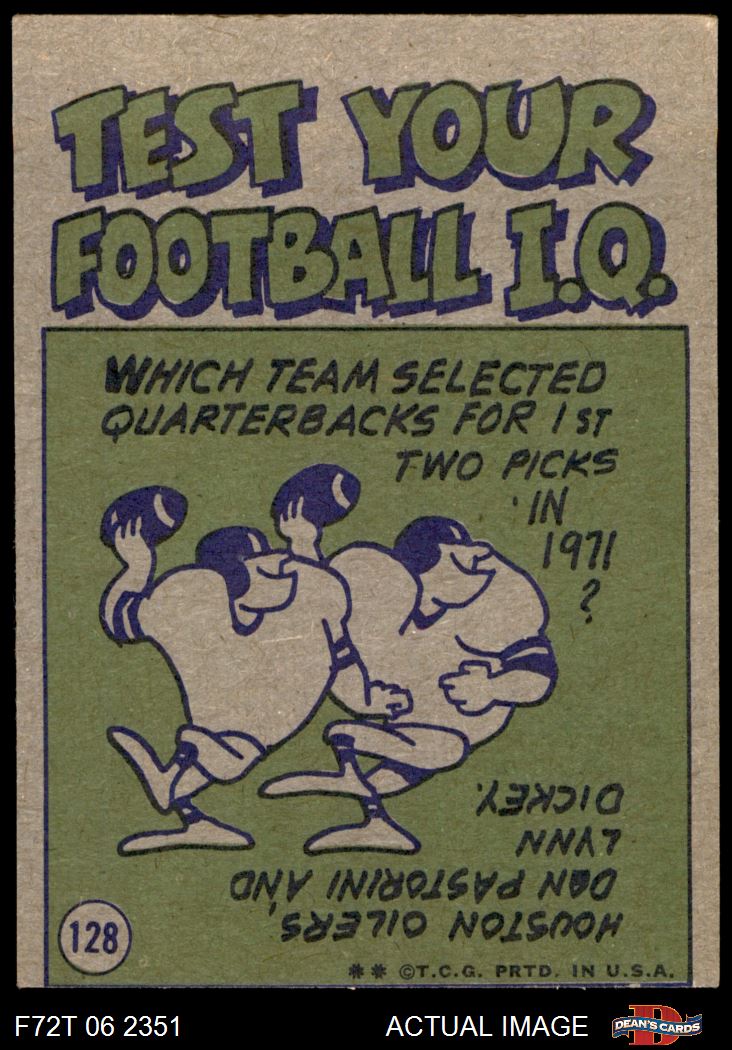 TEST YOUR
FOOTBALL I.Q.
WHICH TEAM SELECTED
QUARTERBACKS FOR 1ST
TWO PICKS
IN
1971
?
HOUSTON OILERS,
DAN PASTORINI AND
LYNN
DICKEY.
128
** ©T.C.G. PRTD. IN U.S.A.
F72T 06 2351
ACTUAL IMAGE
D
DEAN'S CARDS